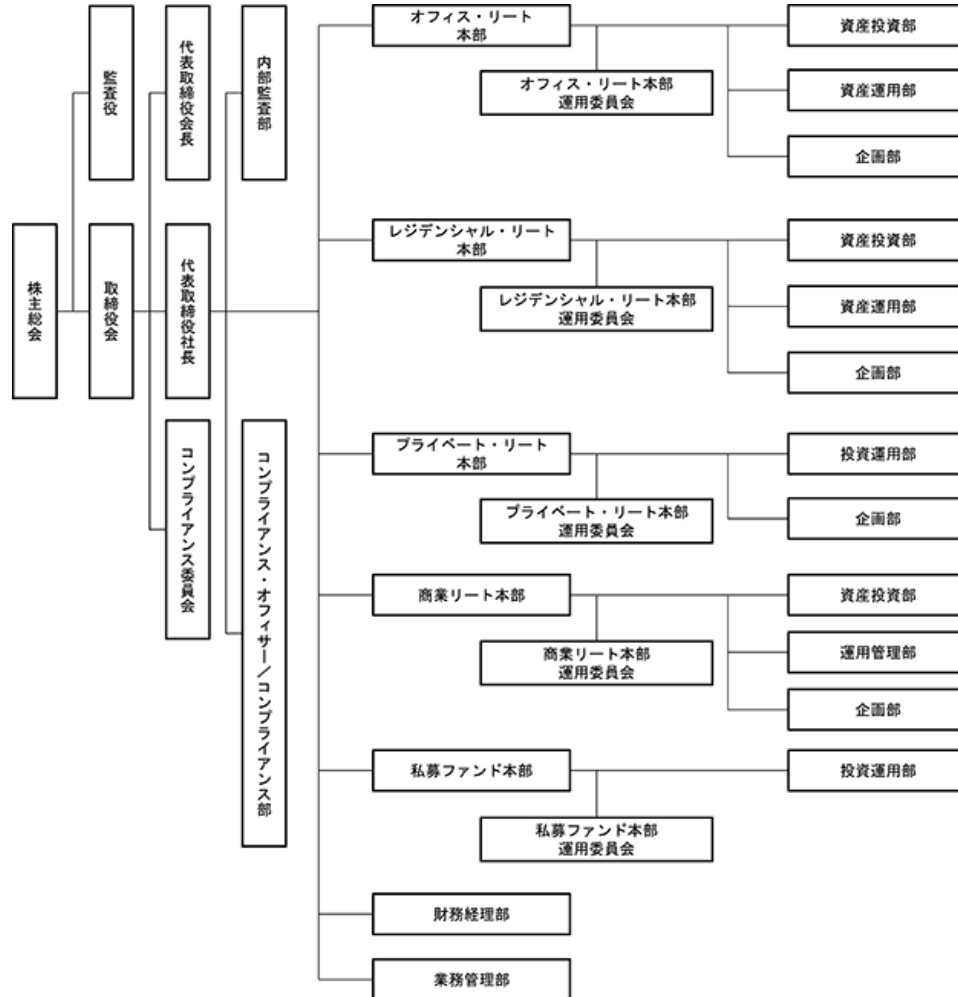 株主総会
監査役
取締役会
代表取締役会長
代表取締役社長
コンプライアンス委員会
内部監査部
コンプライアンス・オフィサー／コンプライアンス部
オフィス・リート
本部
オフィス・リート本部
運用委員会
資産投資部
資産運用部
企画部
レジデンシャル・リート
本部
レジデンシャル・リート本部
運用委員会
資産投資部
資産運用部
企画部
プライベート・リート
本部
プライベート・リート本部
運用委員会
投資運用部
企画部
商業リート本部
商業リート本部
運用委員会
資産投資部
運用管理部
企画部
私募ファンド本部
私募ファンド本部
運用委員会
投資運用部
財務経理部
業務管理部